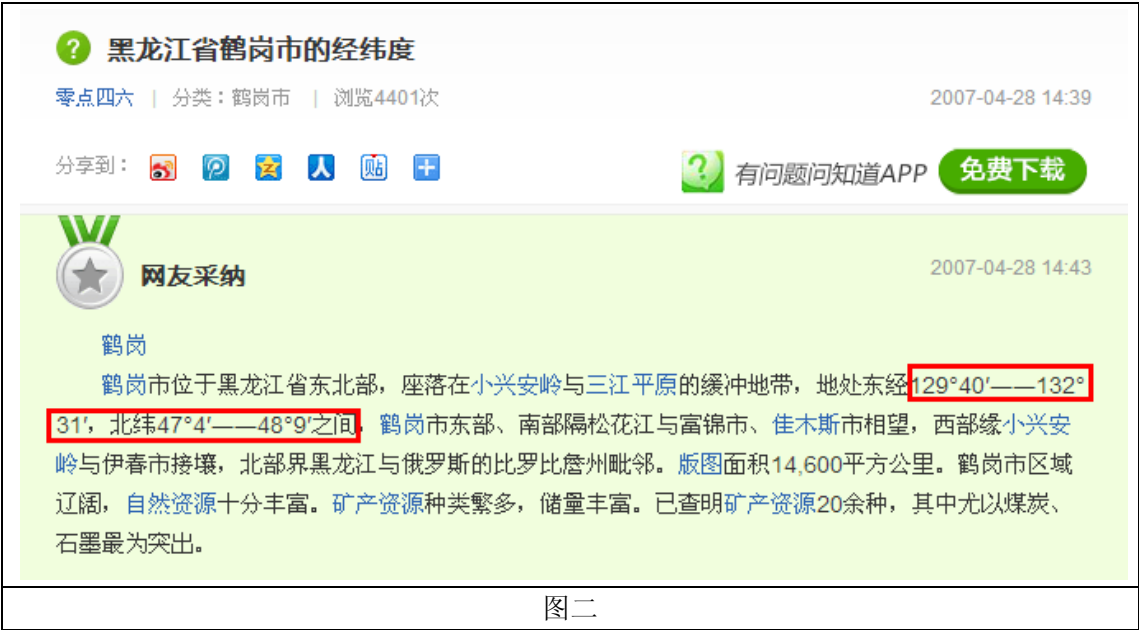 黑龙江省鹤岗市的经纬度
零点四六 | 分类：鹤岗市 | 浏览4401次 2007-04-28 14:39
分享到： 贴 有问题问知道APP 免费下载
网友采纳 2007-04-28 14:43
鹤岗
鹤岗市位于黑龙江省东北部，座落在小兴安岭与三江平原的缓冲地带，地处东经129°40′——132°
31′，北纬47°4′——48°9′之间，鹤岗市东部、南部隔松花江与富锦市、佳木斯市相望，西部缘小兴安
岭与伊春市接壤，北部界黑龙江与俄罗斯的比罗比詹州毗邻。版图面积14,600平方公里。鹤岗市区域
辽阔，自然资源十分丰富。矿产资源种类繁多，储量丰富。已查明矿产资源20余种，其中尤以煤炭、
石墨最为突出。
图二